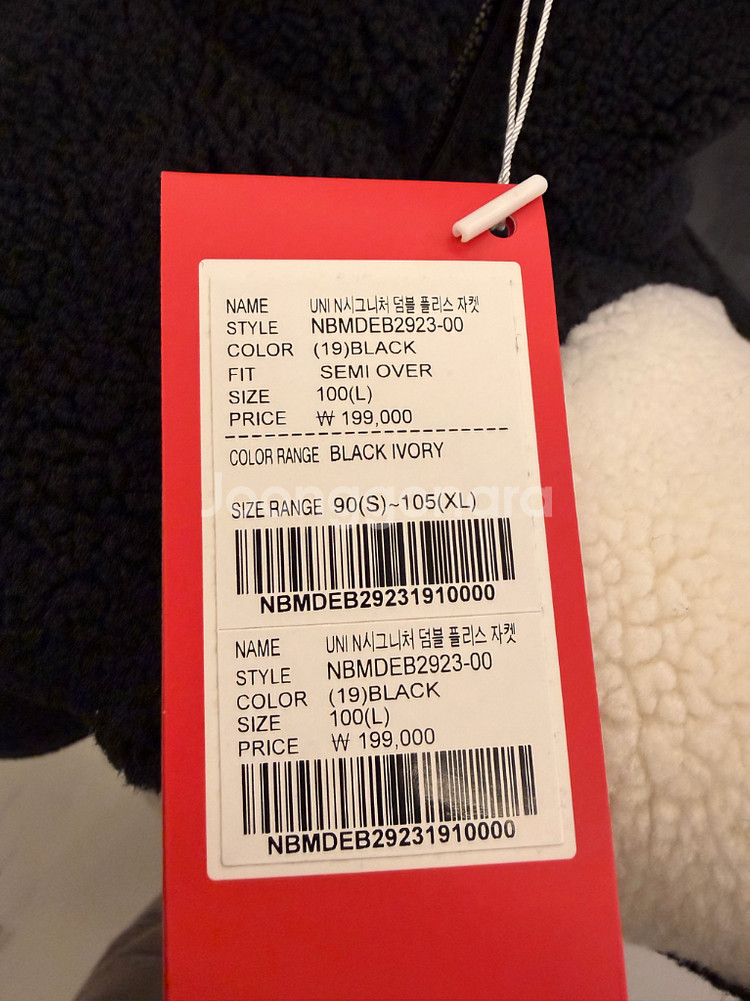 NAME UNI N시그니처 덤블 플리스 자켓
STYLE NBMDEB2923-00
COLOR (19)BLACK
FIT SEMI OVER
SIZE 100(L)
PRICE ₩ 199,000
COLOR RANGE BLACK IVORY
Joonggonara
SIZE RANGE 90(S)~105(XL)
NBMDEB29231910000
NAME UNI N시그니처 덤블 플리스 자켓
STYLE NBMDEB2923-00
COLOR (19)BLACK
SIZE 100(L)
PRICE ₩ 199,000
NBMDEB29231910000